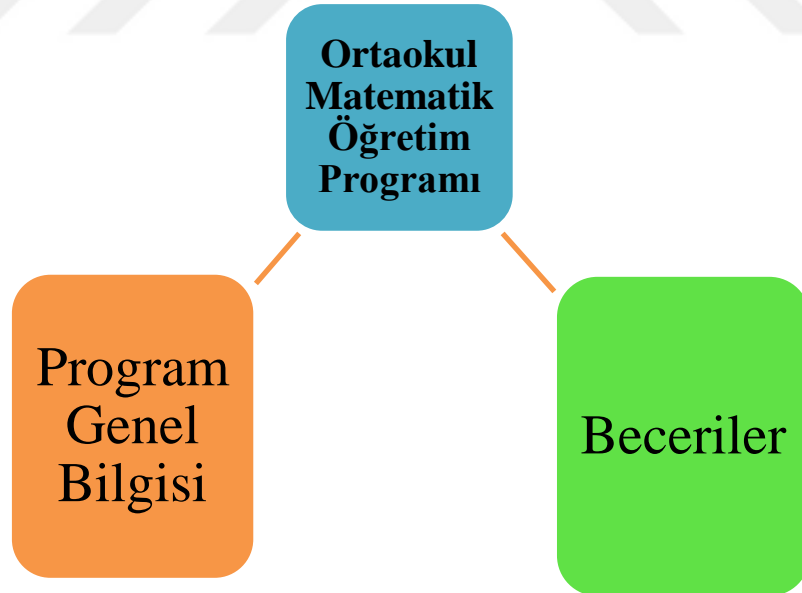 Ortaokul
Matematik
Öğretim
Programı
Program
Genel
Bilgisi
Beceriler